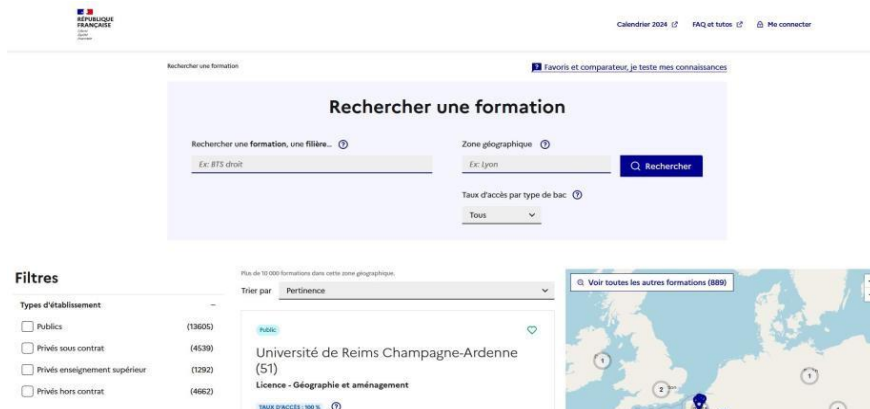 RÉPUBLIQUE
FRANÇAISE
Calendrier 2024
FAQ et tutos
Me connecter
Rechercher une formation
Favoris et comparateur, je teste mes connaissances
Rechercher une formation
Rechercher une formation, une filière...
Zone géographique
Ex: BTS droit
Ex: Lyon
Rechercher
Taux d'accès par type de bac
Tous
Filtres
Types d'établissement
Publics (13605)
Privés sous contrat (4539)
Privés enseignement supérieur (1292)
Privés hors contrat (4662)
Plus de 10 000 formations dans cette zone géographique.
Trier par Pertinence
Public
Université de Reims Champagne-Ardenne
(51)
Licence - Géographie et aménagement
TAUX D'ACCÈS : 100 %
Voir toutes les autres formations (889)
1
2
1